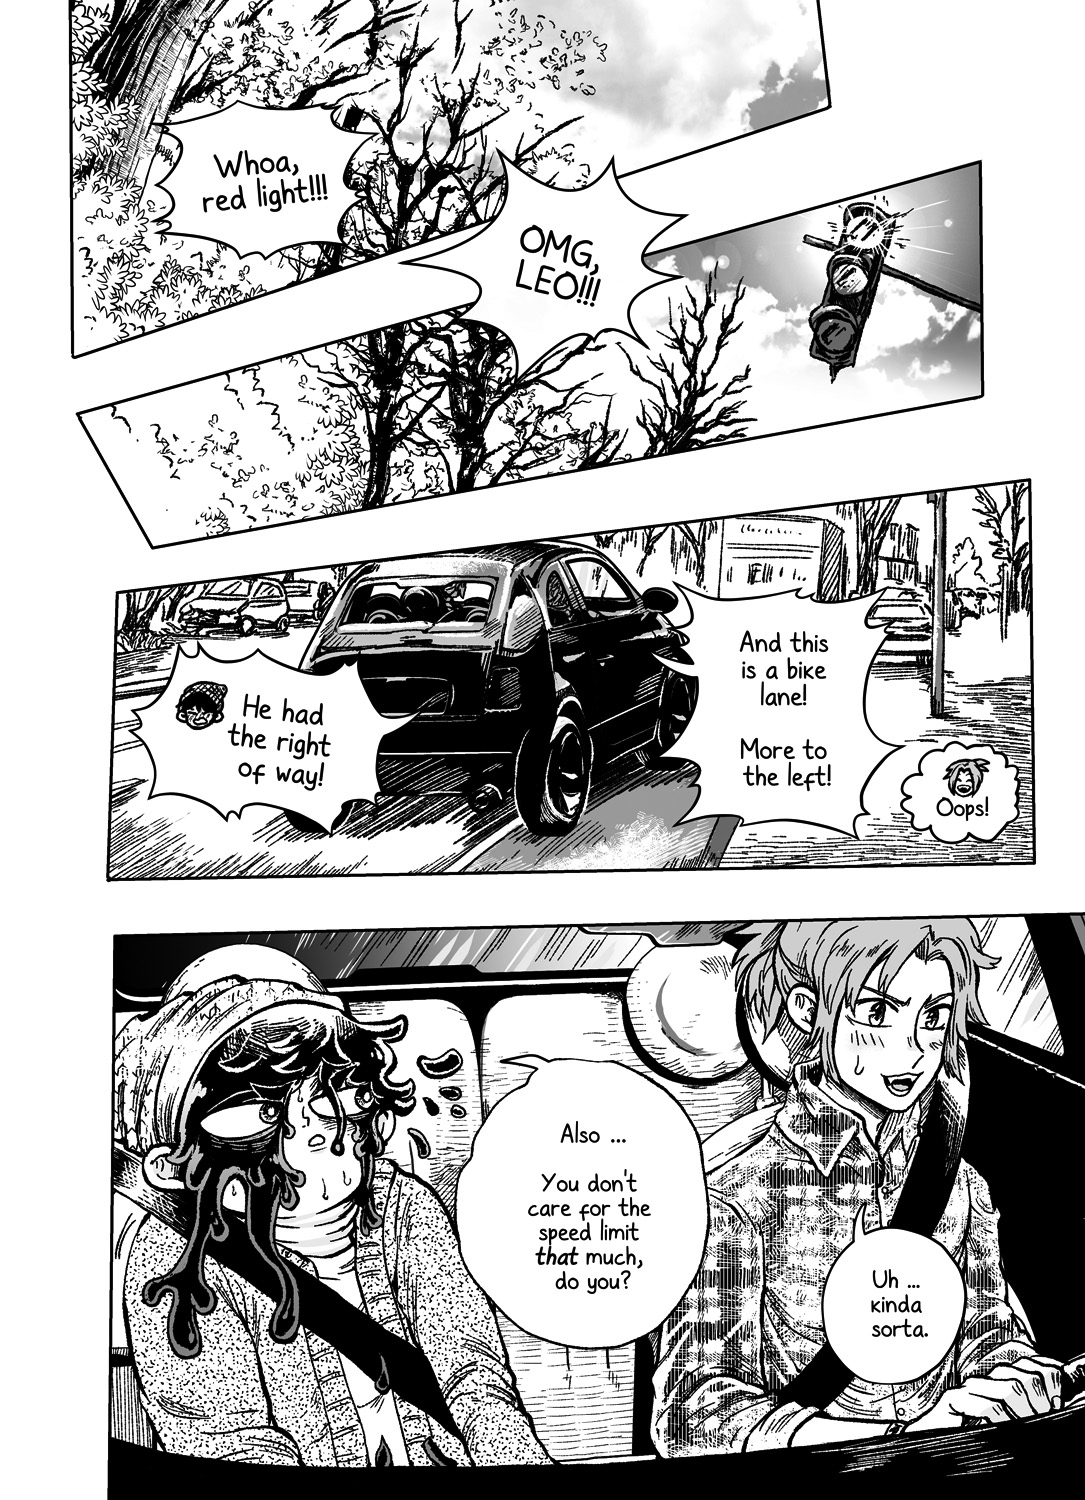 Whoa,
red light!!!
OMG,
LEO!!!
He had
the right
of way!
And this
is a bike
lane!
More to
the left!
Oops!
Also ...
You don't
care for the
speed limit
that much,
do you?
Uh ...
kinda
sorta.